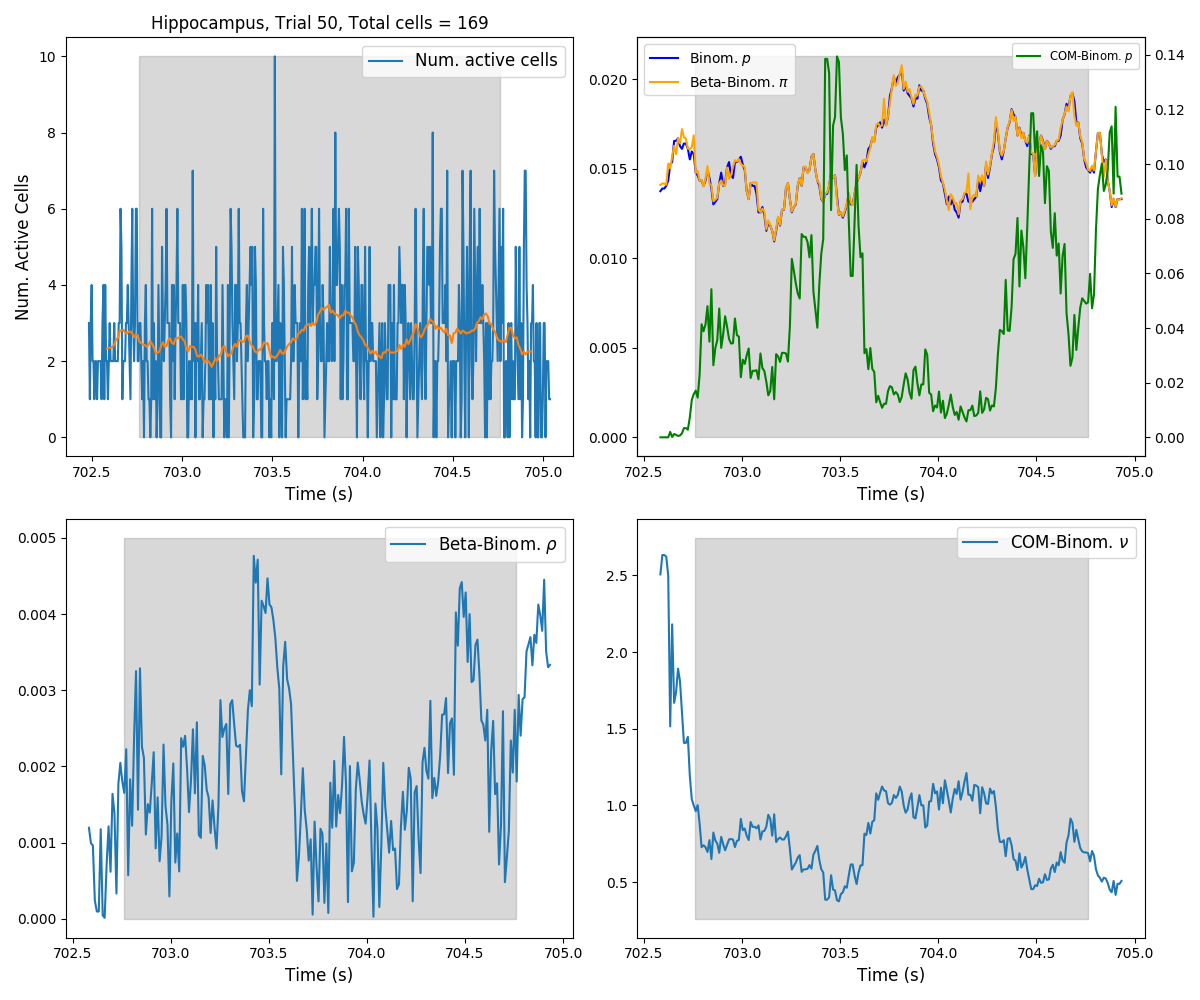 Hippocampus, Trial 50, Total cells = 169
Num. active cells
Num. Active Cells
10
8
6
4
2
0
702.5 703.0 703.5 704.0 704.5 705.0
Time (s)
Binom. p
Beta-Binom. π
COM-Binom. p
0.020
0.015
0.010
0.005
0.000
0.14
0.12
0.10
0.08
0.06
0.04
0.02
0.00
702.5 703.0 703.5 704.0 704.5 705.0
Time (s)
Beta-Binom. ρ
0.005
0.004
0.003
0.002
0.001
0.000
702.5 703.0 703.5 704.0 704.5 705.0
Time (s)
COM-Binom. ν
2.5
2.0
1.5
1.0
0.5
702.5 703.0 703.5 704.0 704.5 705.0
Time (s)